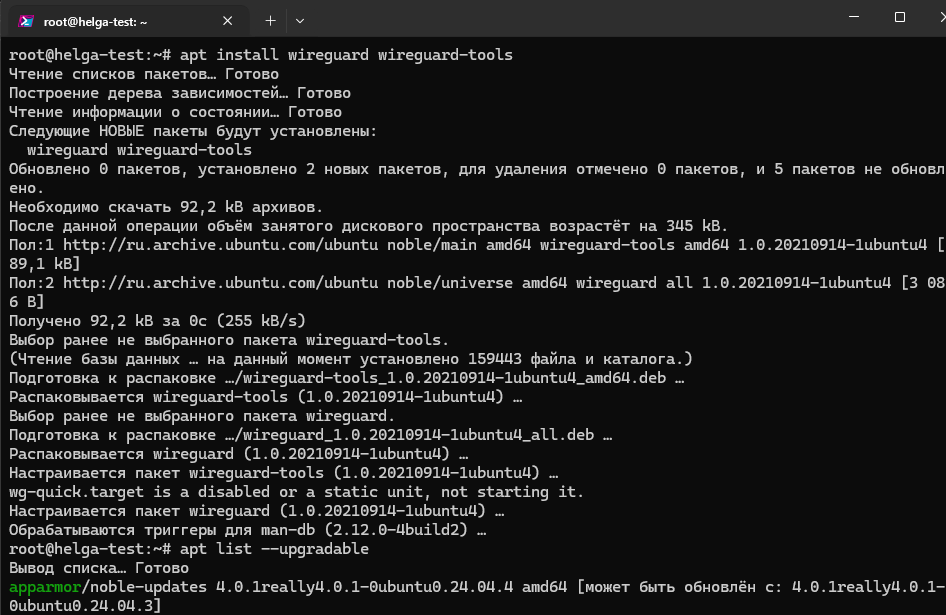 root@helga-test: ~
root@helga-test:~# apt install wireguard wireguard-tools
Чтение списков пакетов… Готово
Построение дерева зависимостей… Готово
Чтение информации о состоянии… Готово
Следующие НОВЫЕ пакеты будут установлены:
  wireguard wireguard-tools
Обновлено 0 пакетов, установлено 2 новых пакетов, для удаления отмечено 0 пакетов, и 5 пакетов не обновл
ено.
Необходимо скачать 92,2 kB архивов.
После данной операции объём занятого дискового пространства возрастёт на 345 kB.
Пол:1 http://ru.archive.ubuntu.com/ubuntu noble/main amd64 wireguard-tools amd64 1.0.20210914-1ubuntu4 [
89,1 kB]
Пол:2 http://ru.archive.ubuntu.com/ubuntu noble/universe amd64 wireguard all 1.0.20210914-1ubuntu4 [3 08
6 B]
Получено 92,2 kB за 0с (255 kB/s)
Выбор ранее не выбранного пакета wireguard-tools.
(Чтение базы данных … на данный момент установлено 159443 файла и каталога.)
Подготовка к распаковке …/wireguard-tools_1.0.20210914-1ubuntu4_amd64.deb …
Распаковывается wireguard-tools (1.0.20210914-1ubuntu4) …
Выбор ранее не выбранного пакета wireguard.
Подготовка к распаковке …/wireguard_1.0.20210914-1ubuntu4_all.deb …
Распаковывается wireguard (1.0.20210914-1ubuntu4) …
Настраивается пакет wireguard-tools (1.0.20210914-1ubuntu4) …
wg-quick.target is a disabled or a static unit, not starting it.
Настраивается пакет wireguard (1.0.20210914-1ubuntu4) …
Обрабатываются триггеры для man-db (2.12.0-4build2) …
root@helga-test:~# apt list --upgradable
Вывод списка… Готово
apparmor/noble-updates 4.0.1really4.0.1-0ubuntu0.24.04.4 amd64 [может быть обновлён с: 4.0.1really4.0.1-
0ubuntu0.24.04.3]